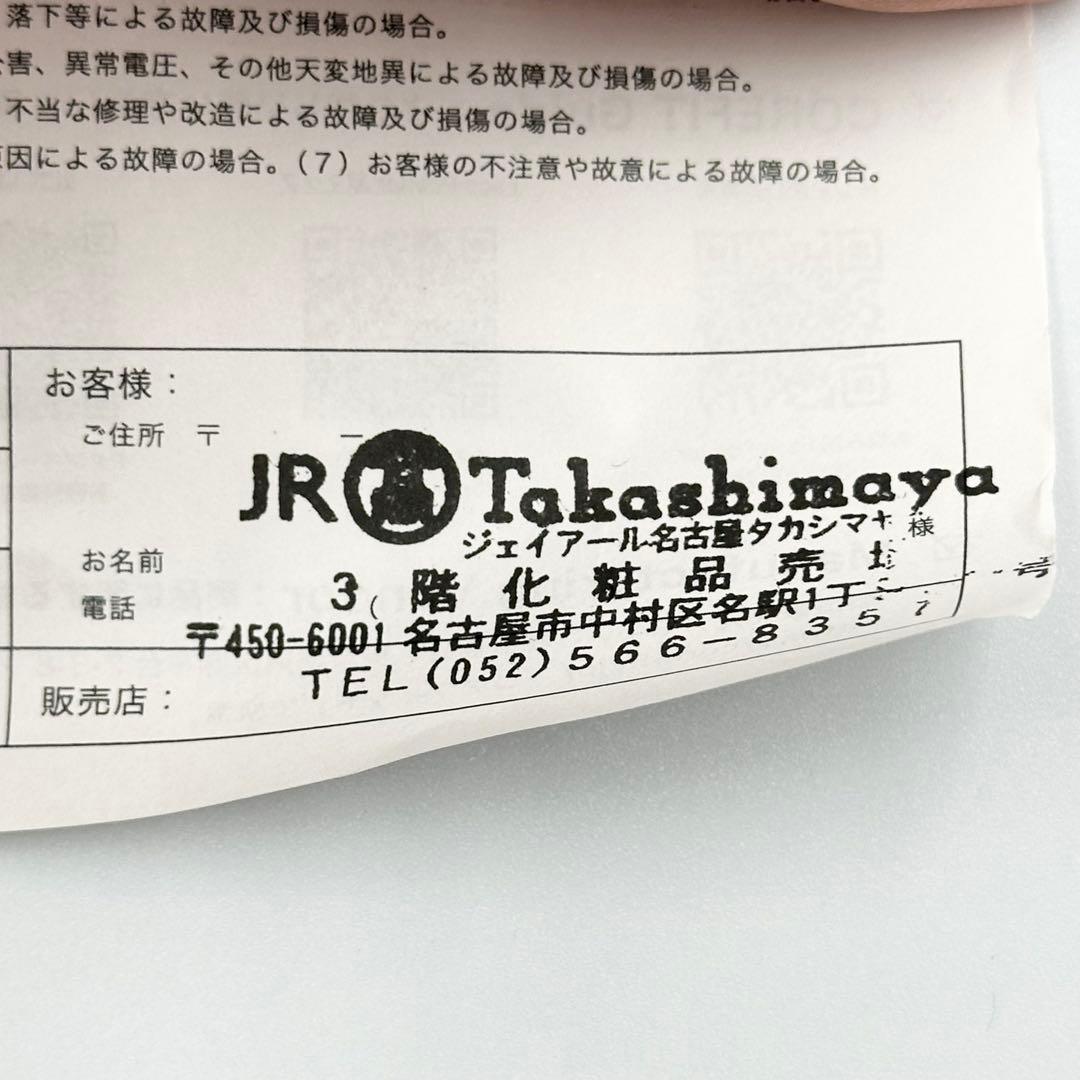 落下等による故障及び損傷の場合。
害、異常電圧、その他天変地異による故障及び損傷の場合。
不当な修理や改造による故障及び損傷の場合。
因による故障の場合。(7) お客様の不注意や故意による故障の場合。
お客様：
ご住所 〒 ー
JR Takashimaya
ジェイアール名古屋タカシマ
様
お名前
3階化粧品売
電話 (
〒450-6001 名古屋市中村区名駅1丁 号
TEL(052)566-8357
販売店：